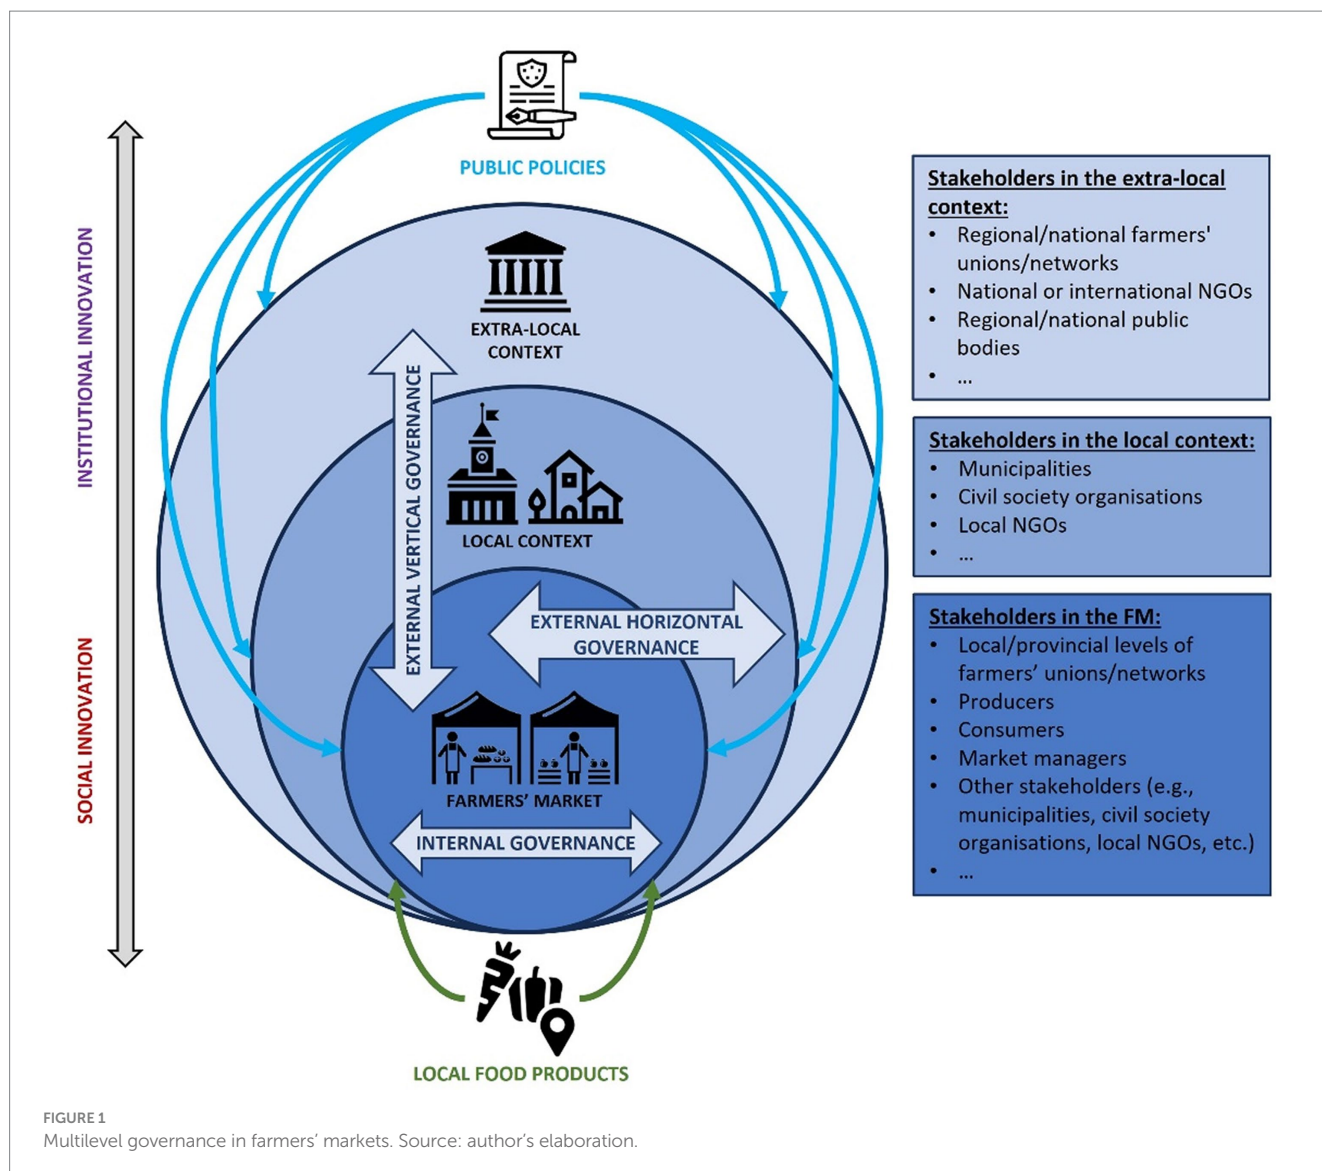 PUBLIC POLICIES
INSTITUTIONAL INNOVATION
SOCIAL INNOVATION
EXTRA-LOCAL
CONTEXT
EXTERNAL VERTICAL GOVERNANCE
LOCAL CONTEXT
EXTERNAL HORIZONTAL
GOVERNANCE
FARMERS’ MARKET
INTERNAL GOVERNANCE
LOCAL FOOD PRODUCTS
Stakeholders in the extra-local
context:
• Regional/national farmers'
unions/networks
• National or international NGOs
• Regional/national public
bodies
• ...
Stakeholders in the local context:
• Municipalities
• Civil society organisations
• Local NGOs
• ...
Stakeholders in the FM:
• Local/provincial levels of
farmers’ unions/networks
• Producers
• Consumers
• Market managers
• Other stakeholders (e.g.,
municipalities, civil society
organisations, local NGOs, etc.)
• ...
FIGURE 1
Multilevel governance in farmers’ markets. Source: author’s elaboration.